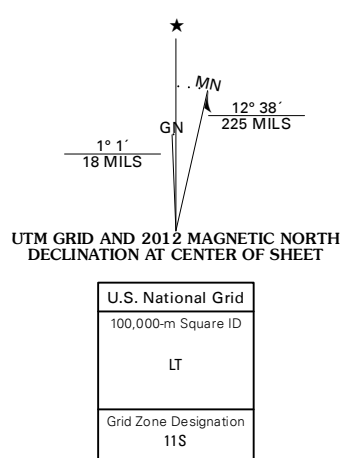 ★
MN
12° 38´
225 MILS
GN
1° 1´
18 MILS
UTM GRID AND 2012 MAGNETIC NORTH
DECLINATION AT CENTER OF SHEET
U.S. National Grid
100,000-m Square ID
LT
Grid Zone Designation
11S